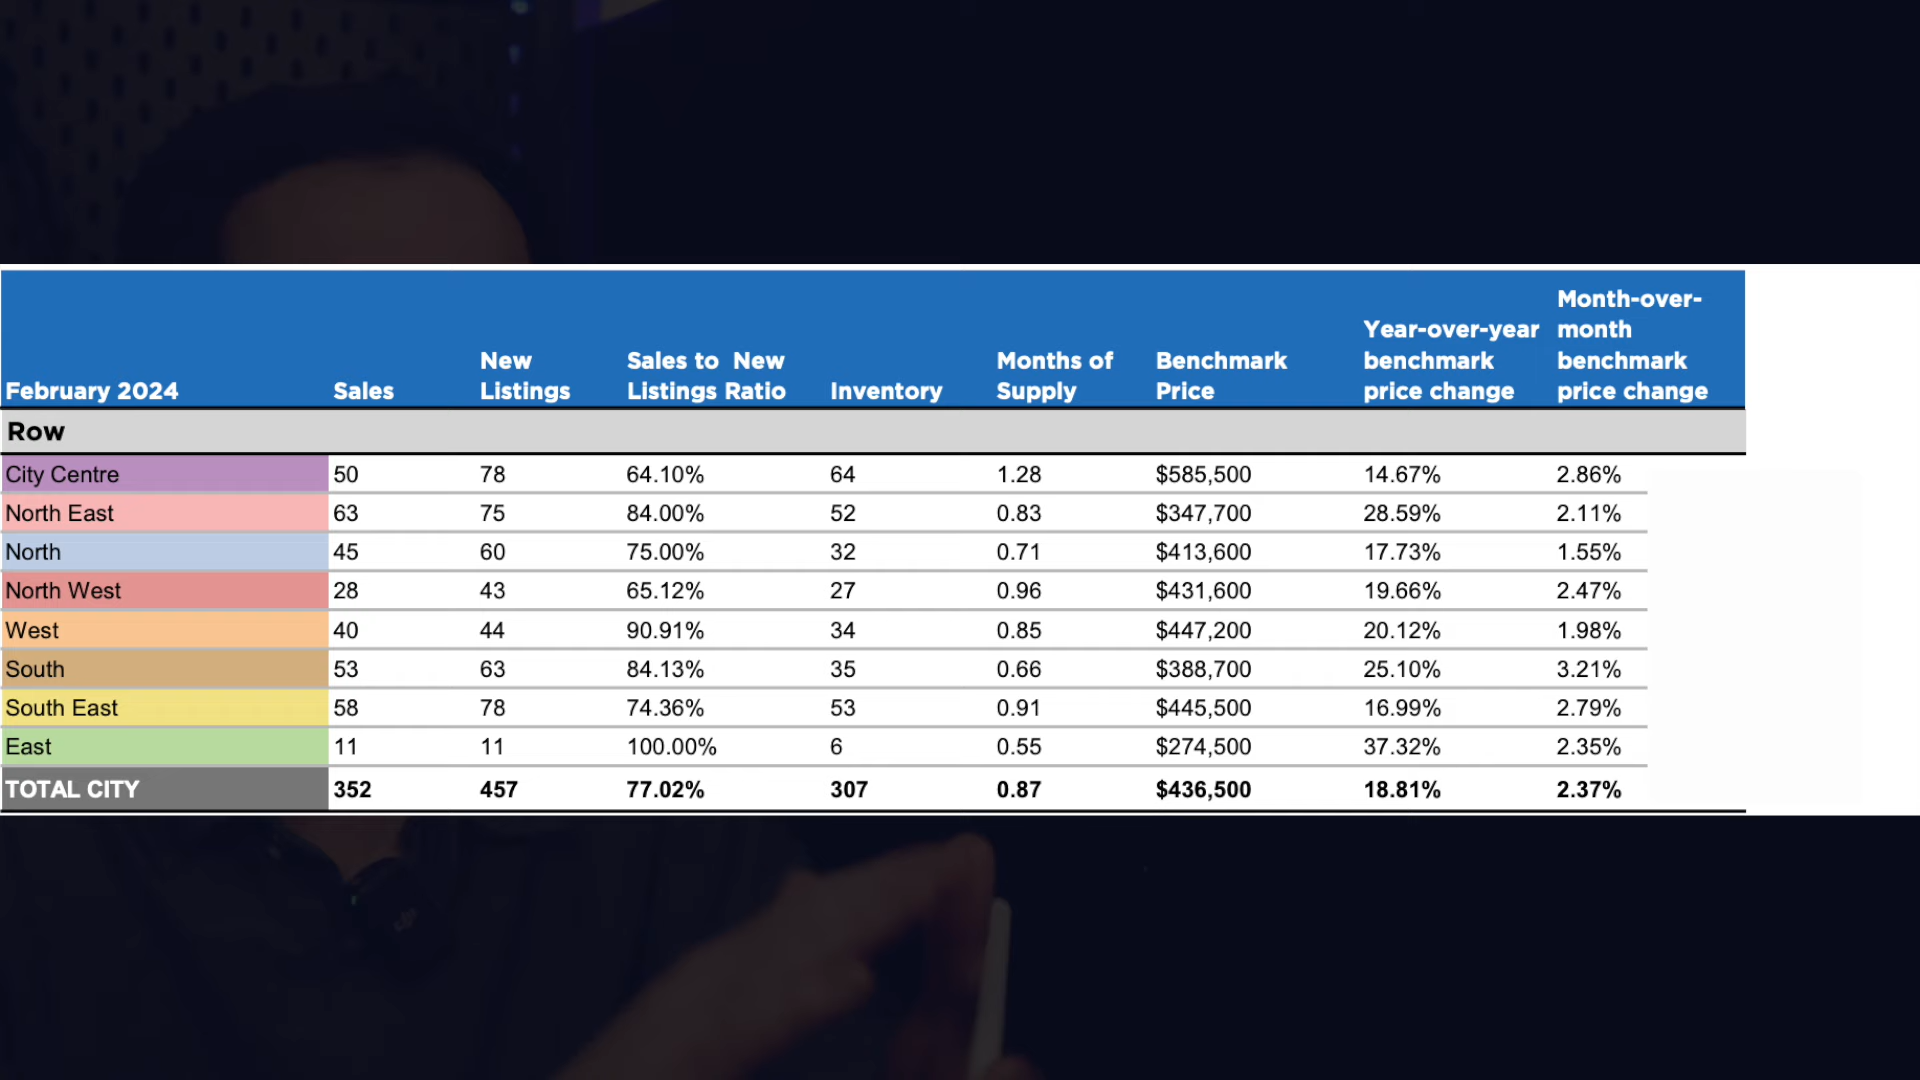 February 2024 Sales New Listings Sales to New Listings Ratio Inventory Months of Supply Benchmark Price Year-over-year benchmark price change Month-over-month benchmark price change
Row
City Centre 50 78 64.10% 64 1.28 $585,500 14.67% 2.86%
North East 63 75 84.00% 52 0.83 $347,700 28.59% 2.11%
North 45 60 75.00% 32 0.71 $413,600 17.73% 1.55%
North West 28 43 65.12% 27 0.96 $431,600 19.66% 2.47%
West 40 44 90.91% 34 0.85 $447,200 20.12% 1.98%
South 53 63 84.13% 35 0.66 $388,700 25.10% 3.21%
South East 58 78 74.36% 53 0.91 $445,500 16.99% 2.79%
East 11 11 100.00% 6 0.55 $274,500 37.32% 2.35%
TOTAL CITY 352 457 77.02% 307 0.87 $436,500 18.81% 2.37%